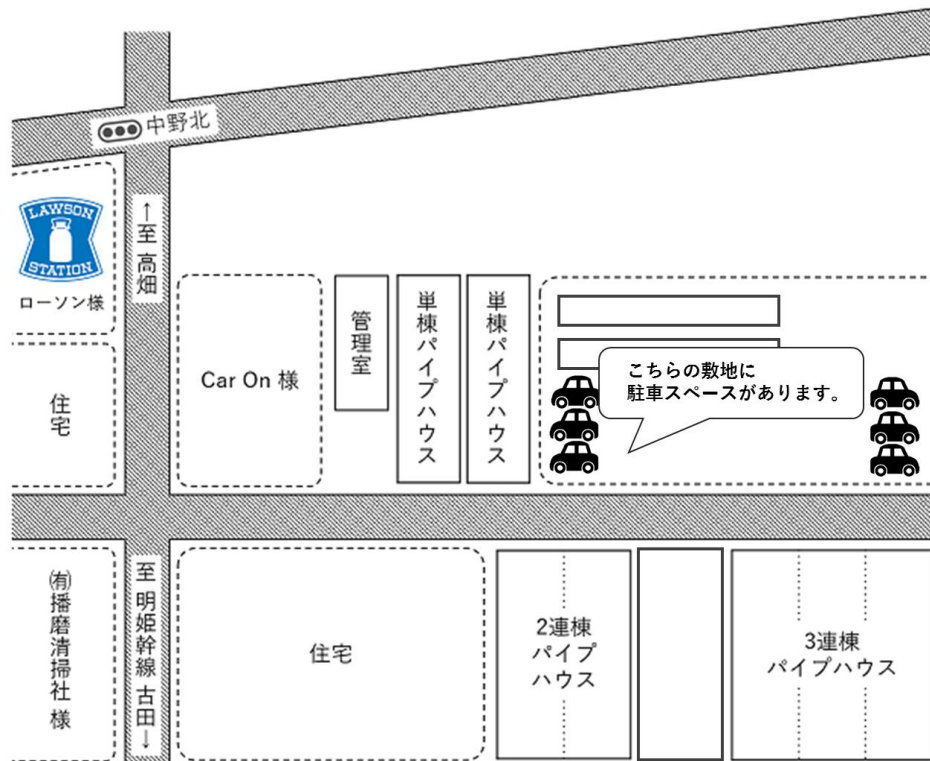 中野北
LAWSON
STATION
ローソン様
↑至 高畑
住宅
Car On 様
管理室
単棟パイプハウス
単棟パイプハウス
こちらの敷地に
駐車スペースがあります。
㈲播磨清掃社 様
至 明姫幹線 古田↓
住宅
2連棟
パイプ
ハウス
3連棟
パイプハウス